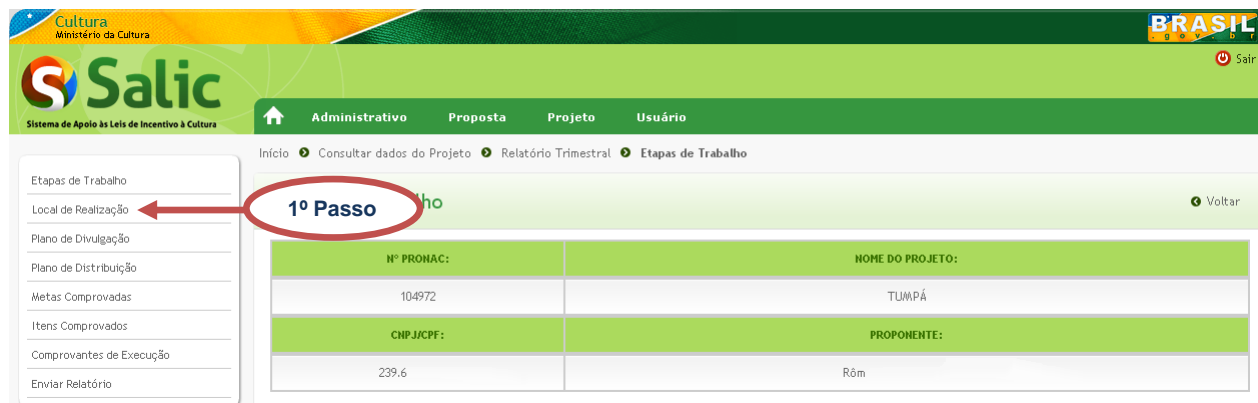 Cultura
Ministério da Cultura
BRASIL
.gov.br
Sair
Salic
Sistema de Apoio às Leis de Incentivo à Cultura
Administrativo Proposta Projeto Usuário
Início Consultar dados do Projeto Relatório Trimestral Etapas de Trabalho
Etapas de Trabalho
Local de Realização
Plano de Divulgação
Plano de Distribuição
Metas Comprovadas
Itens Comprovados
Comprovantes de Execução
Enviar Relatório
1º Passo
lho
Voltar
Nº PRONAC: NOME DO PROJETO:
104972 TUMPÁ
CNPJ/CPF: PROPONENTE:
239.6 Rôm